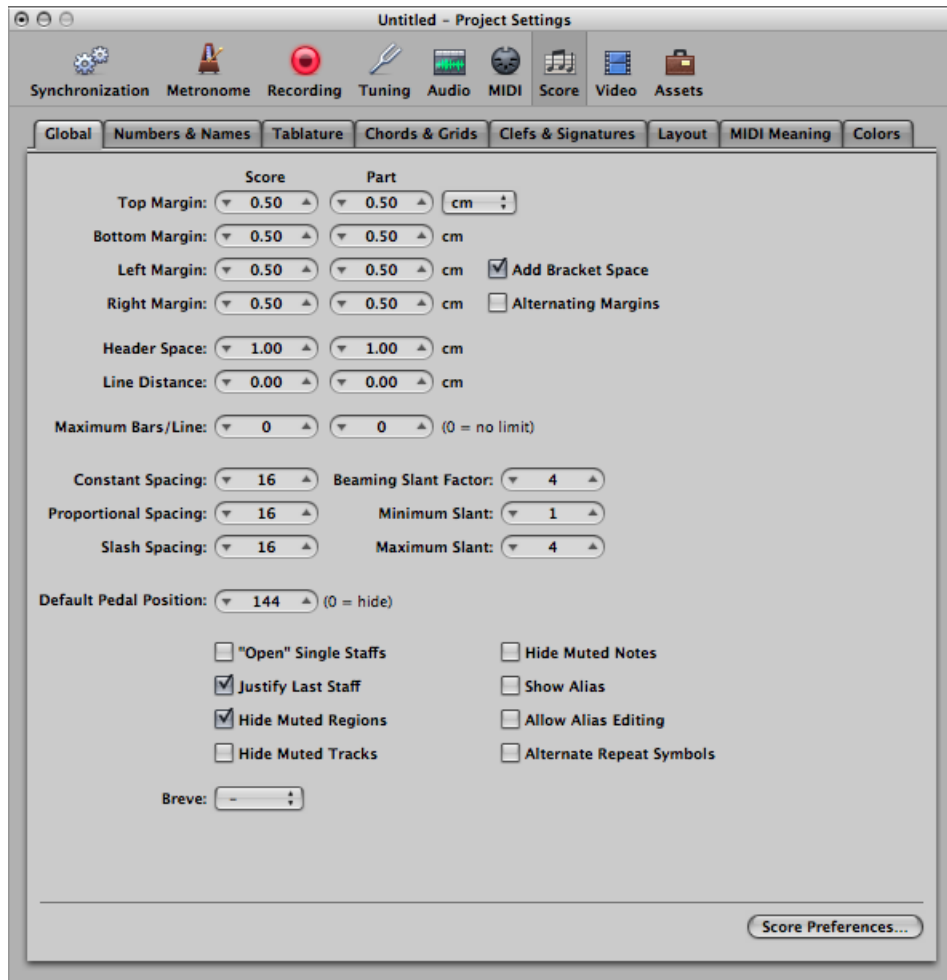 Untitled – Project Settings
Synchronization Metronome Recording Tuning Audio MIDI Score Video Assets
Global Numbers & Names Tablature Chords & Grids Clefs & Signatures Layout MIDI Meaning Colors
Score Part
Top Margin: 0.50 0.50 cm
Bottom Margin: 0.50 0.50 cm
Left Margin: 0.50 0.50 cm Add Bracket Space
Right Margin: 0.50 0.50 cm Alternating Margins
Header Space: 1.00 1.00 cm
Line Distance: 0.00 0.00 cm
Maximum Bars/Line: 0 0 (0 = no limit)
Constant Spacing: 16 Beaming Slant Factor: 4
Proportional Spacing: 16 Minimum Slant: 1
Slash Spacing: 16 Maximum Slant: 4
Default Pedal Position: 144 (0 = hide)
"Open" Single Staffs Hide Muted Notes
Justify Last Staff Show Alias
Hide Muted Regions Allow Alias Editing
Hide Muted Tracks Alternate Repeat Symbols
Breve: –
Score Preferences...